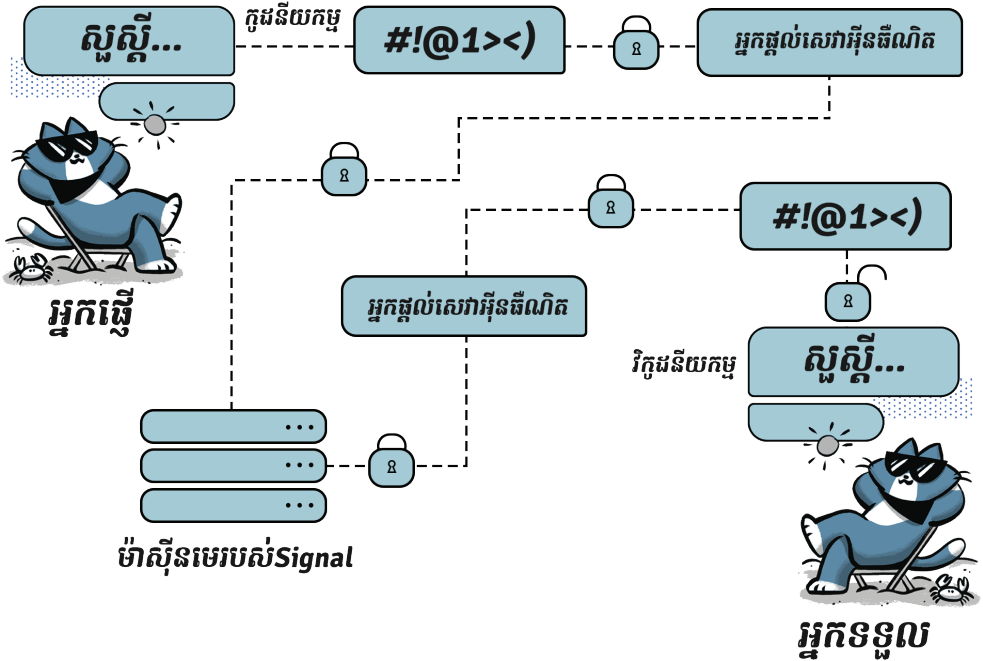 សួស្តី...
កូដនីយកម្ម
#!@1><)
អ្នកផ្តល់សេវាអ៊ីនធឺណិត
អ្នកផ្ញើ
#!@1><)
អ្នកផ្តល់សេវាអ៊ីនធឺណិត
វិកូដនីយកម្ម
សួស្តី...
ម៉ាស៊ីនមេរបស់Signal
អ្នកទទួល